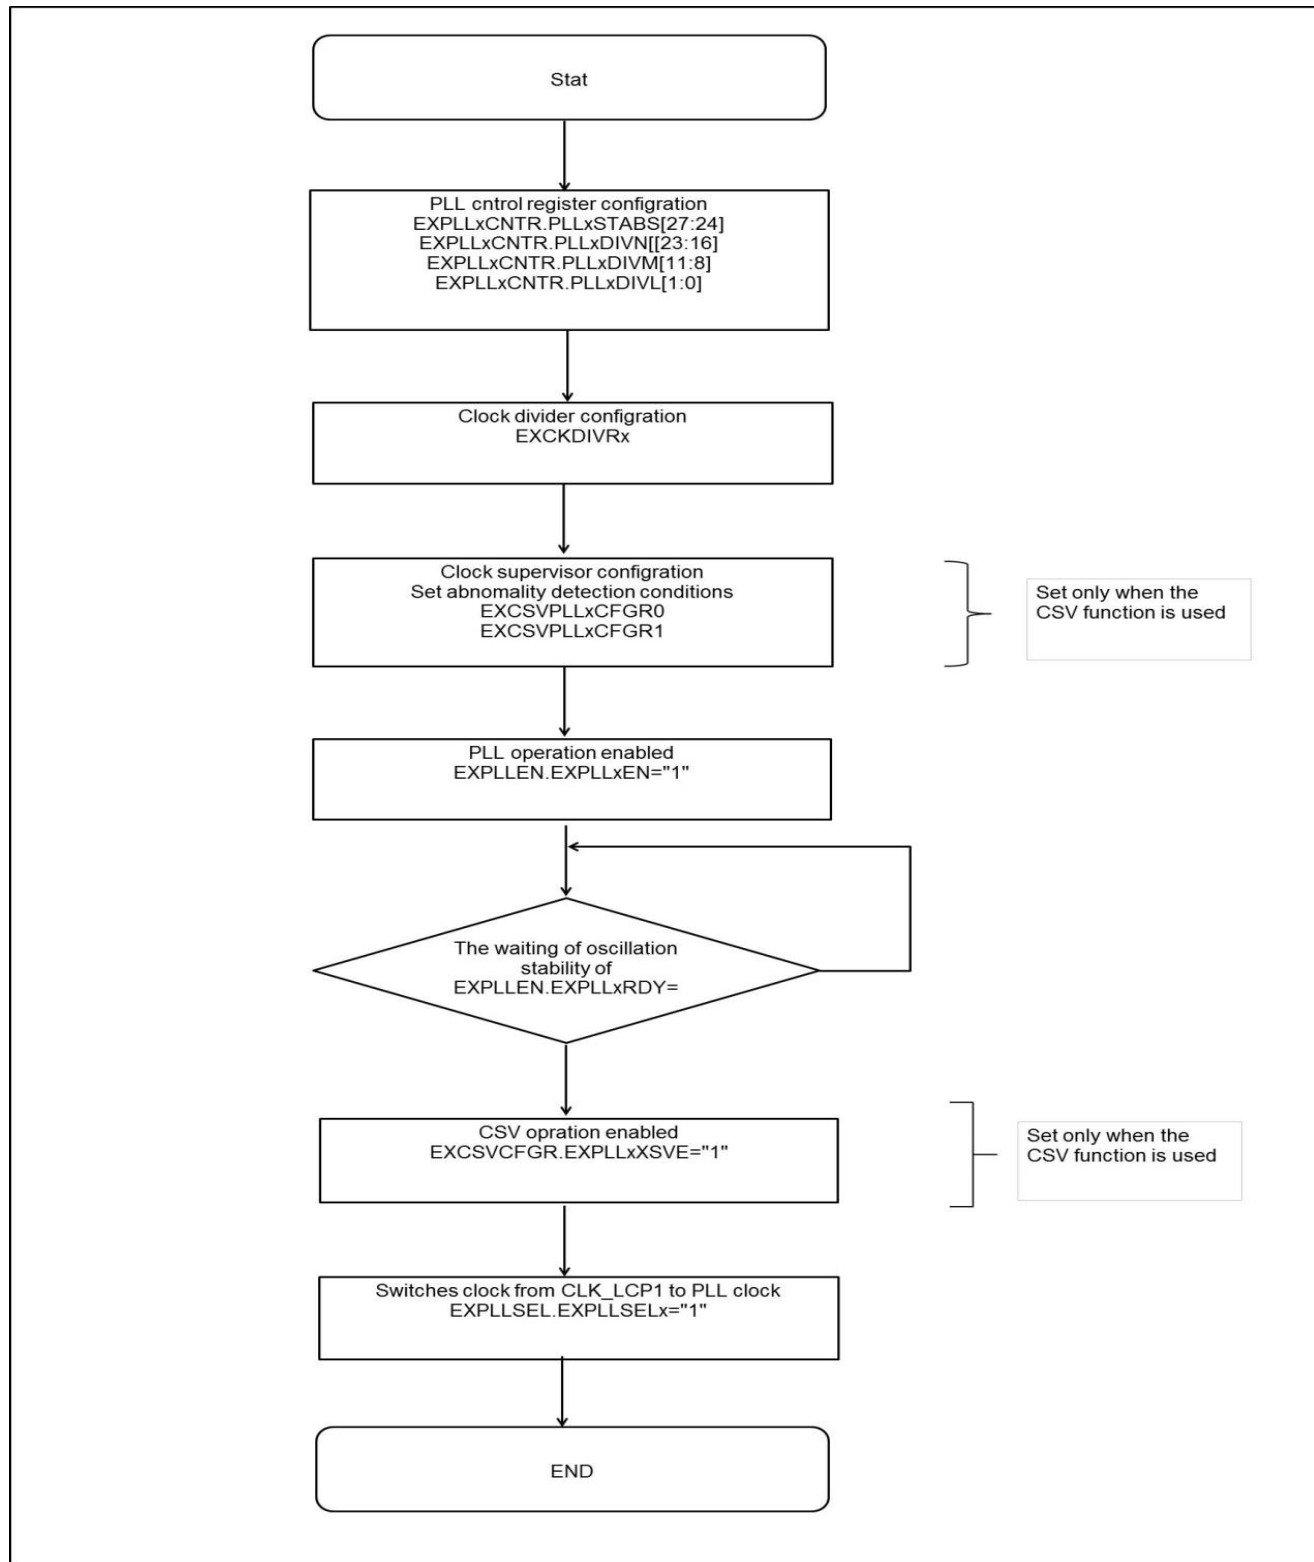 Stat
PLL cntrol register configration
EXPLLxCNTR.PLLxSTABS[27:24]
EXPLLxCNTR.PLLxDIVN[[23:16]
EXPLLxCNTR.PLLxDIVM[11:8]
EXPLLxCNTR.PLLxDIVL[1:0]
Clock divider configration
EXCKDIVRx
Clock supervisor configration
Set abnomality detection conditions
EXCSVPLLxCFGR0
EXCSVPLLxCFGR1
Set only when the
CSV function is used
PLL operation enabled
EXPLLEN.EXPLLxEN="1"
The waiting of oscillation
stability of
EXPLLEN.EXPLLxRDY=
CSV opration enabled
EXCSVCFGR.EXPLLxXSVE="1"
Set only when the
CSV function is used
Switches clock from CLK_LCP1 to PLL clock
EXPLLSEL.EXPLLSELx="1"
END